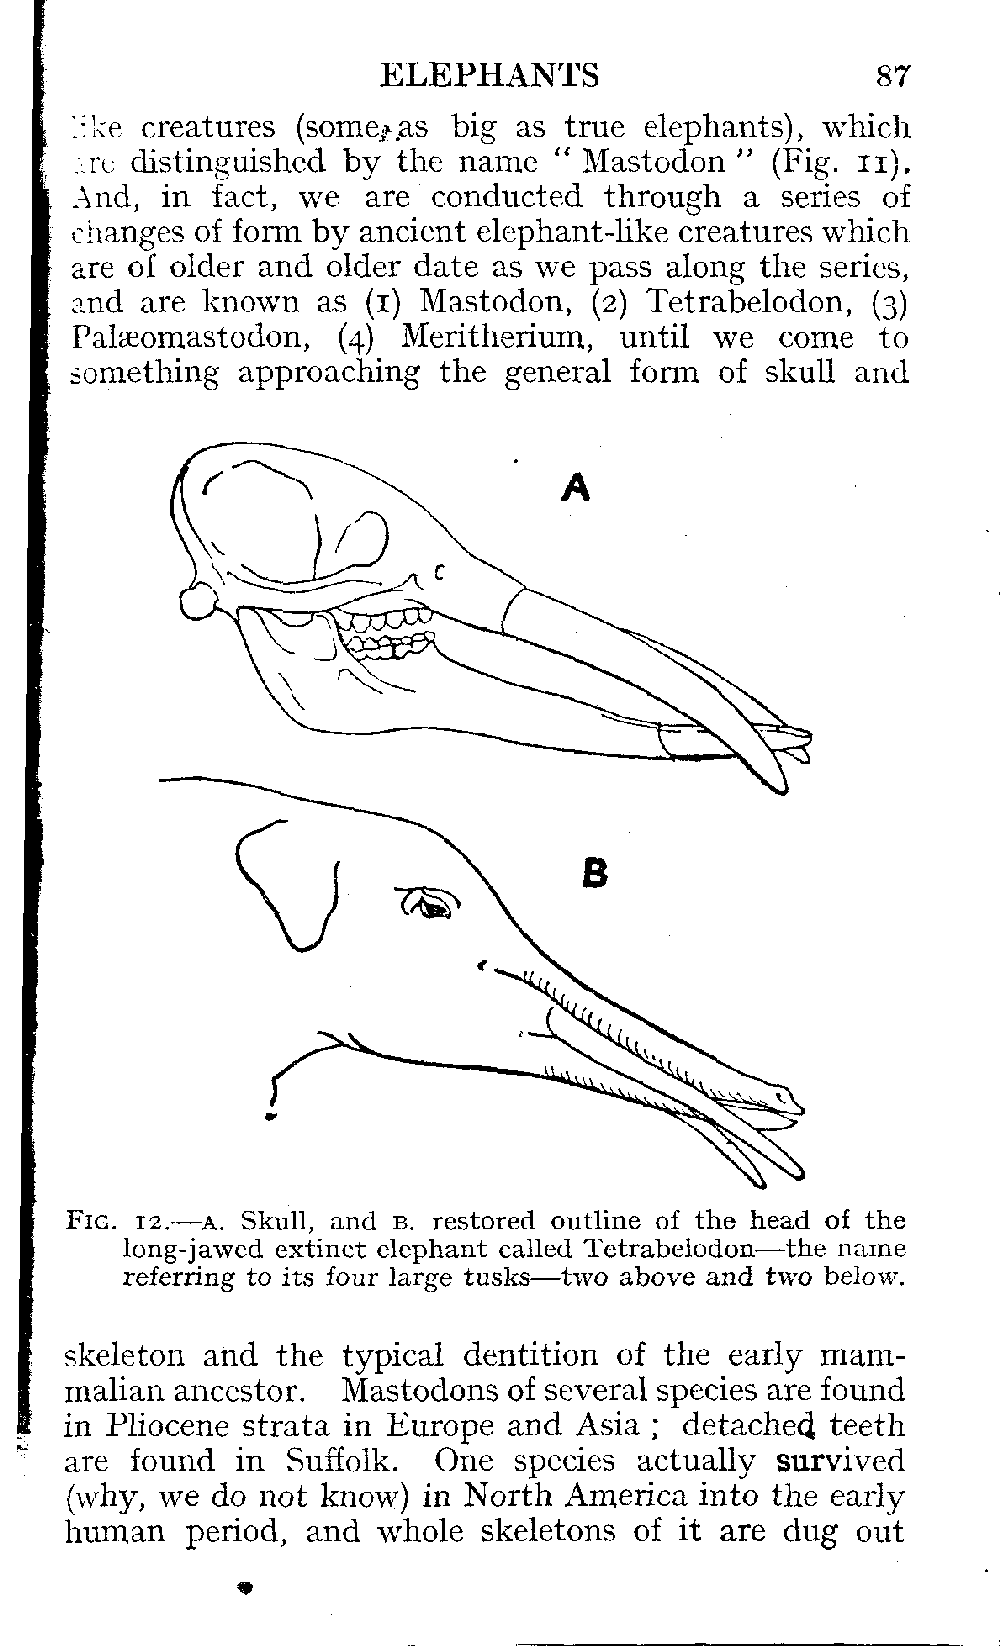 ELEPHANTS 87
like creatures (some as big as true elephants), which
are distinguished by the name “ Mastodon ” (Fig. 11).
And, in fact, we are conducted through a series of
changes of form by ancient elephant-like creatures which
are of older and older date as we pass along the series,
and are known as (1) Mastodon, (2) Tetrabelodon, (3)
Palæomastodon, (4) Meritherium, until we come to
something approaching the general form of skull and
A
C
B
FIG. 12.—A. Skull, and B. restored outline of the head of the
long-jawed extinct elephant called Tetrabelodon—the name
referring to its four large tusks—two above and two below.
skeleton and the typical dentition of the early mam-
malian ancestor. Mastodons of several species are found
in Pliocene strata in Europe and Asia ; detached teeth
are found in Suffolk. One species actually survived
(why, we do not know) in North America into the early
human period, and whole skeletons of it are dug out